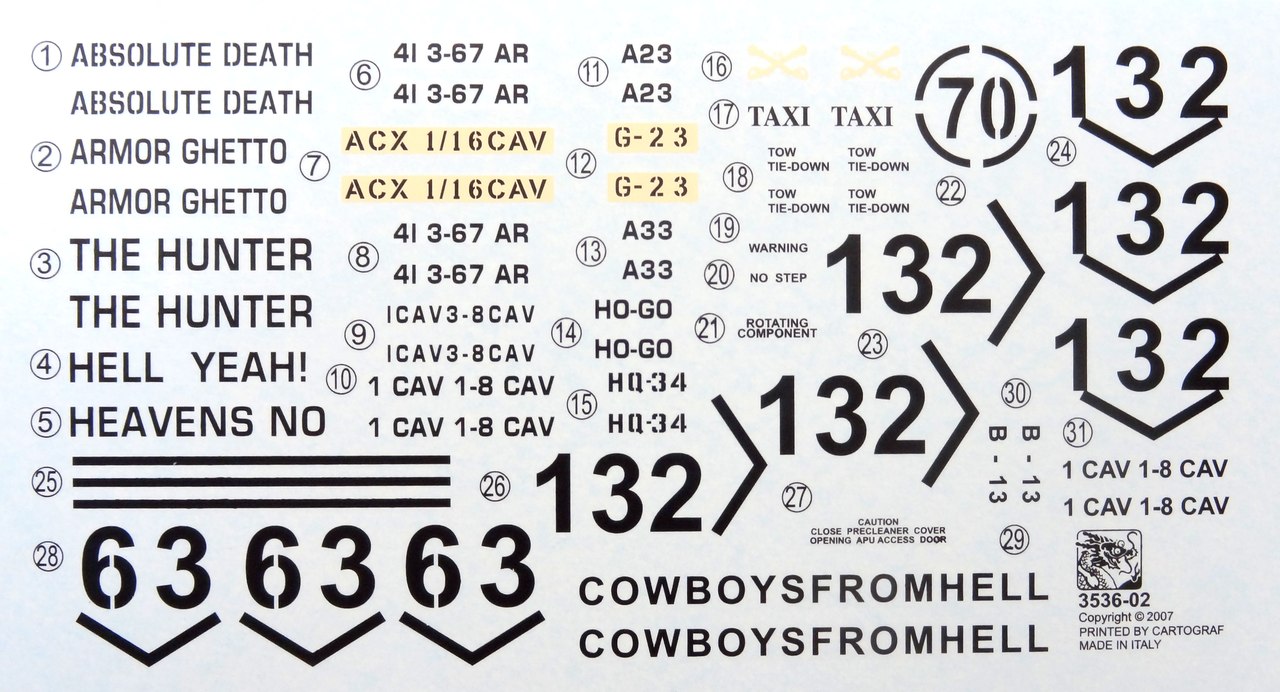 1 ABSOLUTE DEATH
ABSOLUTE DEATH
2 ARMOR GHETTO
ARMOR GHETTO
3 THE HUNTER
THE HUNTER
4 HELL YEAH!
5 HEAVENS NO
6 4I 3-67 AR
4I 3-67 AR
7 ACX 1/16CAV
ACX 1/16CAV
8 4I 3-67 AR
4I 3-67 AR
9 ICAV3-8CAV
ICAV3-8CAV
10 1 CAV 1-8 CAV
1 CAV 1-8 CAV
11 A23
A23
12 G-23
G-23
13 A33
A33
14 HO-GO
HO-GO
15 HQ-34
HQ-34
16
17 TAXI TAXI
18 TOW TIE-DOWN
TOW TIE-DOWN
TOW TIE-DOWN
TOW TIE-DOWN
19 WARNING
20 NO STEP
21 ROTATING
COMPONENT
22 70
23 132
132
24 132
132
132
25
26 132
27 CAUTION
CLOSE PRECLEANER COVER
OPENING APU ACCESS DOOR
28 63 63 63
29 COWBOYSFROMHELL
COWBOYSFROMHELL
30 B-13
B-13
31 1 CAV 1-8 CAV
1 CAV 1-8 CAV
3536-02
Copyright © 2007
PRINTED BY CARTOGRAF
MADE IN ITALY